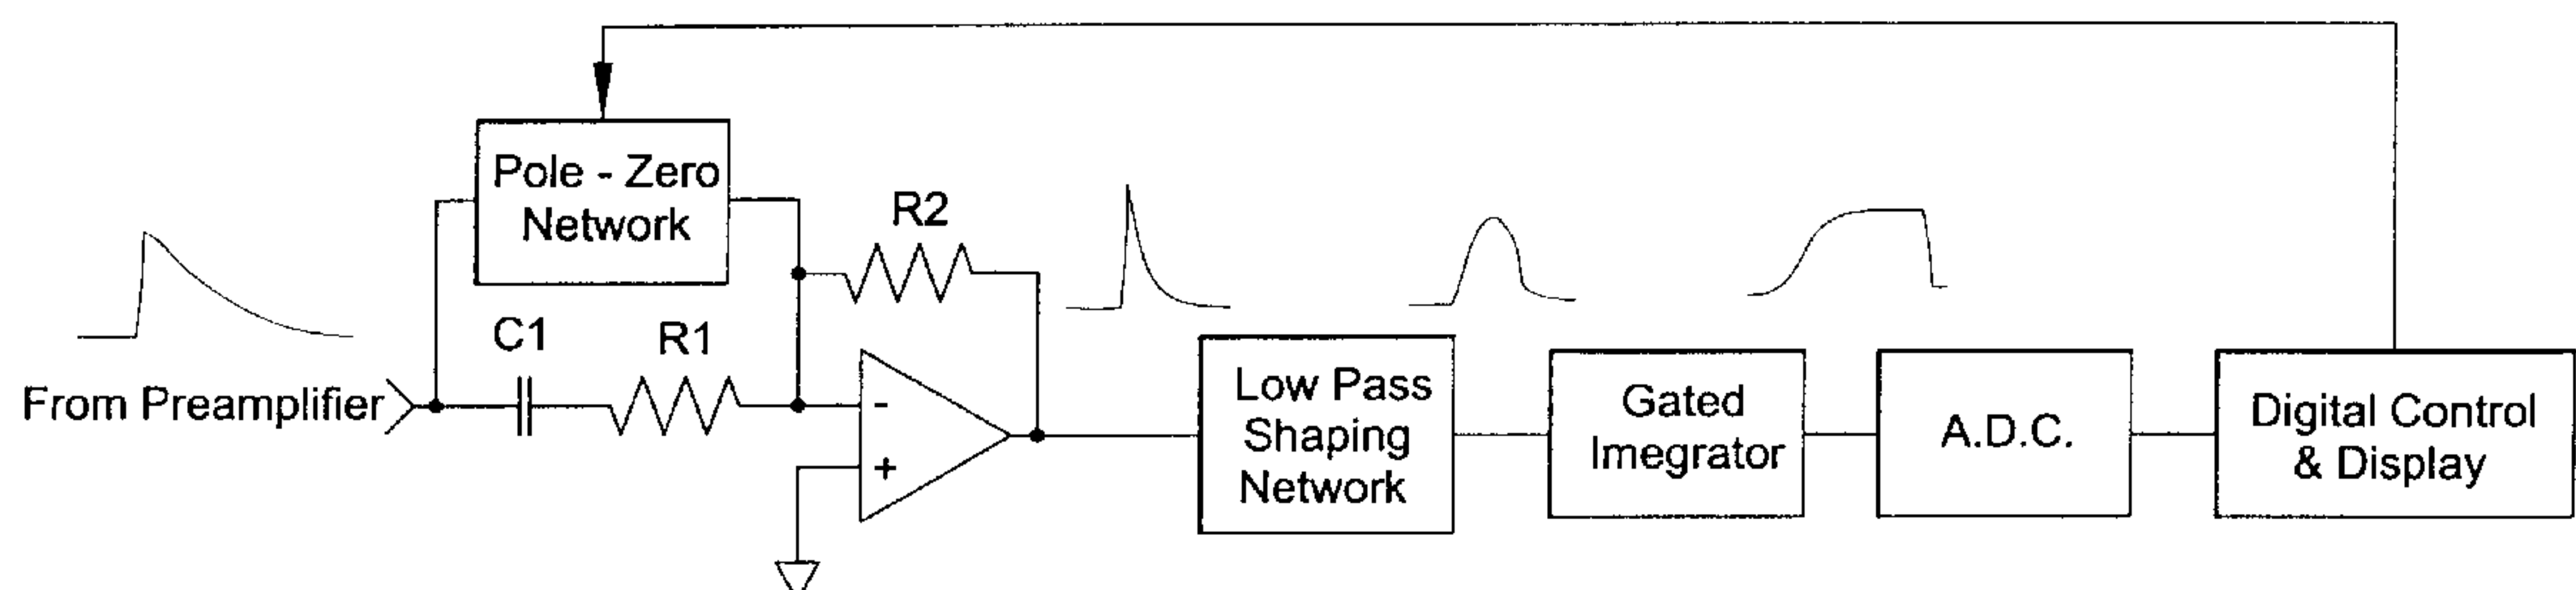 Pole - Zero
Network
R2
C1
R1
From Preamplifier
-
+
Low Pass
Shaping
Network
Gated
Imegrator
A.D.C.
Digital Control
& Display